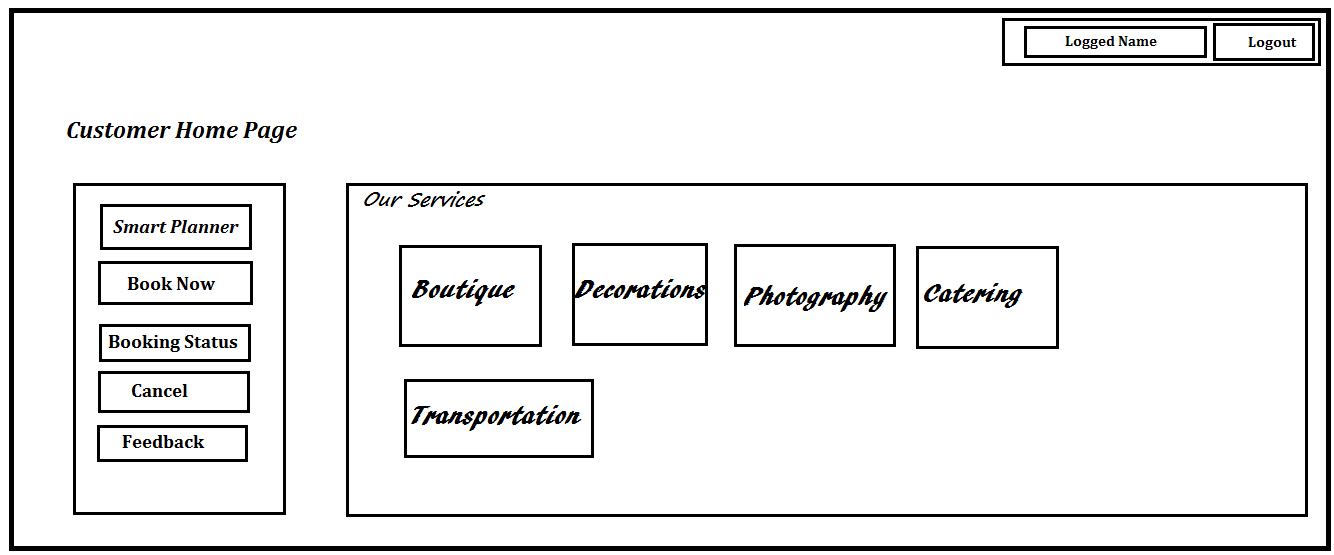 Logged Name
Logout
Customer Home Page
Smart Planner
Book Now
Booking Status
Cancel
Feedback
Our Services
Boutique
Decorations
Photography
Catering
Transportation